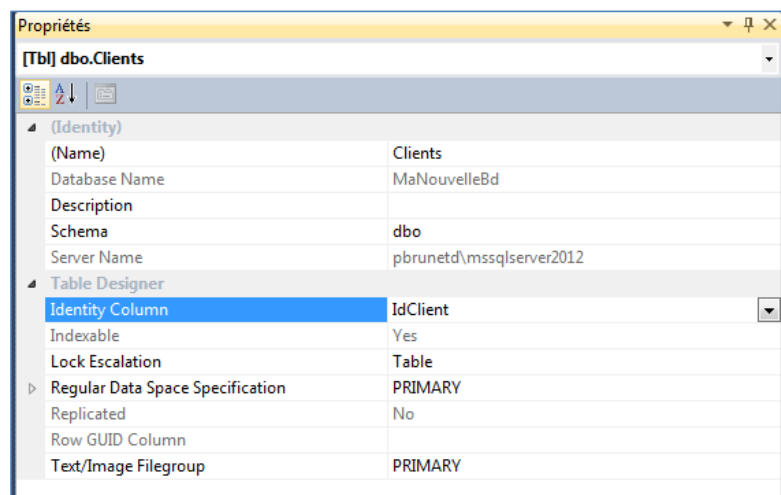 Propriétés
[Tbl] dbo.Clients
(Identity)
(Name) Clients
Database Name MaNouvelleBd
Description
Schema dbo
Server Name pbrunetd\mssqlserver2012
Table Designer
Identity Column IdClient
Indexable Yes
Lock Escalation Table
Regular Data Space Specification PRIMARY
Replicated No
Row GUID Column
Text/Image Filegroup PRIMARY